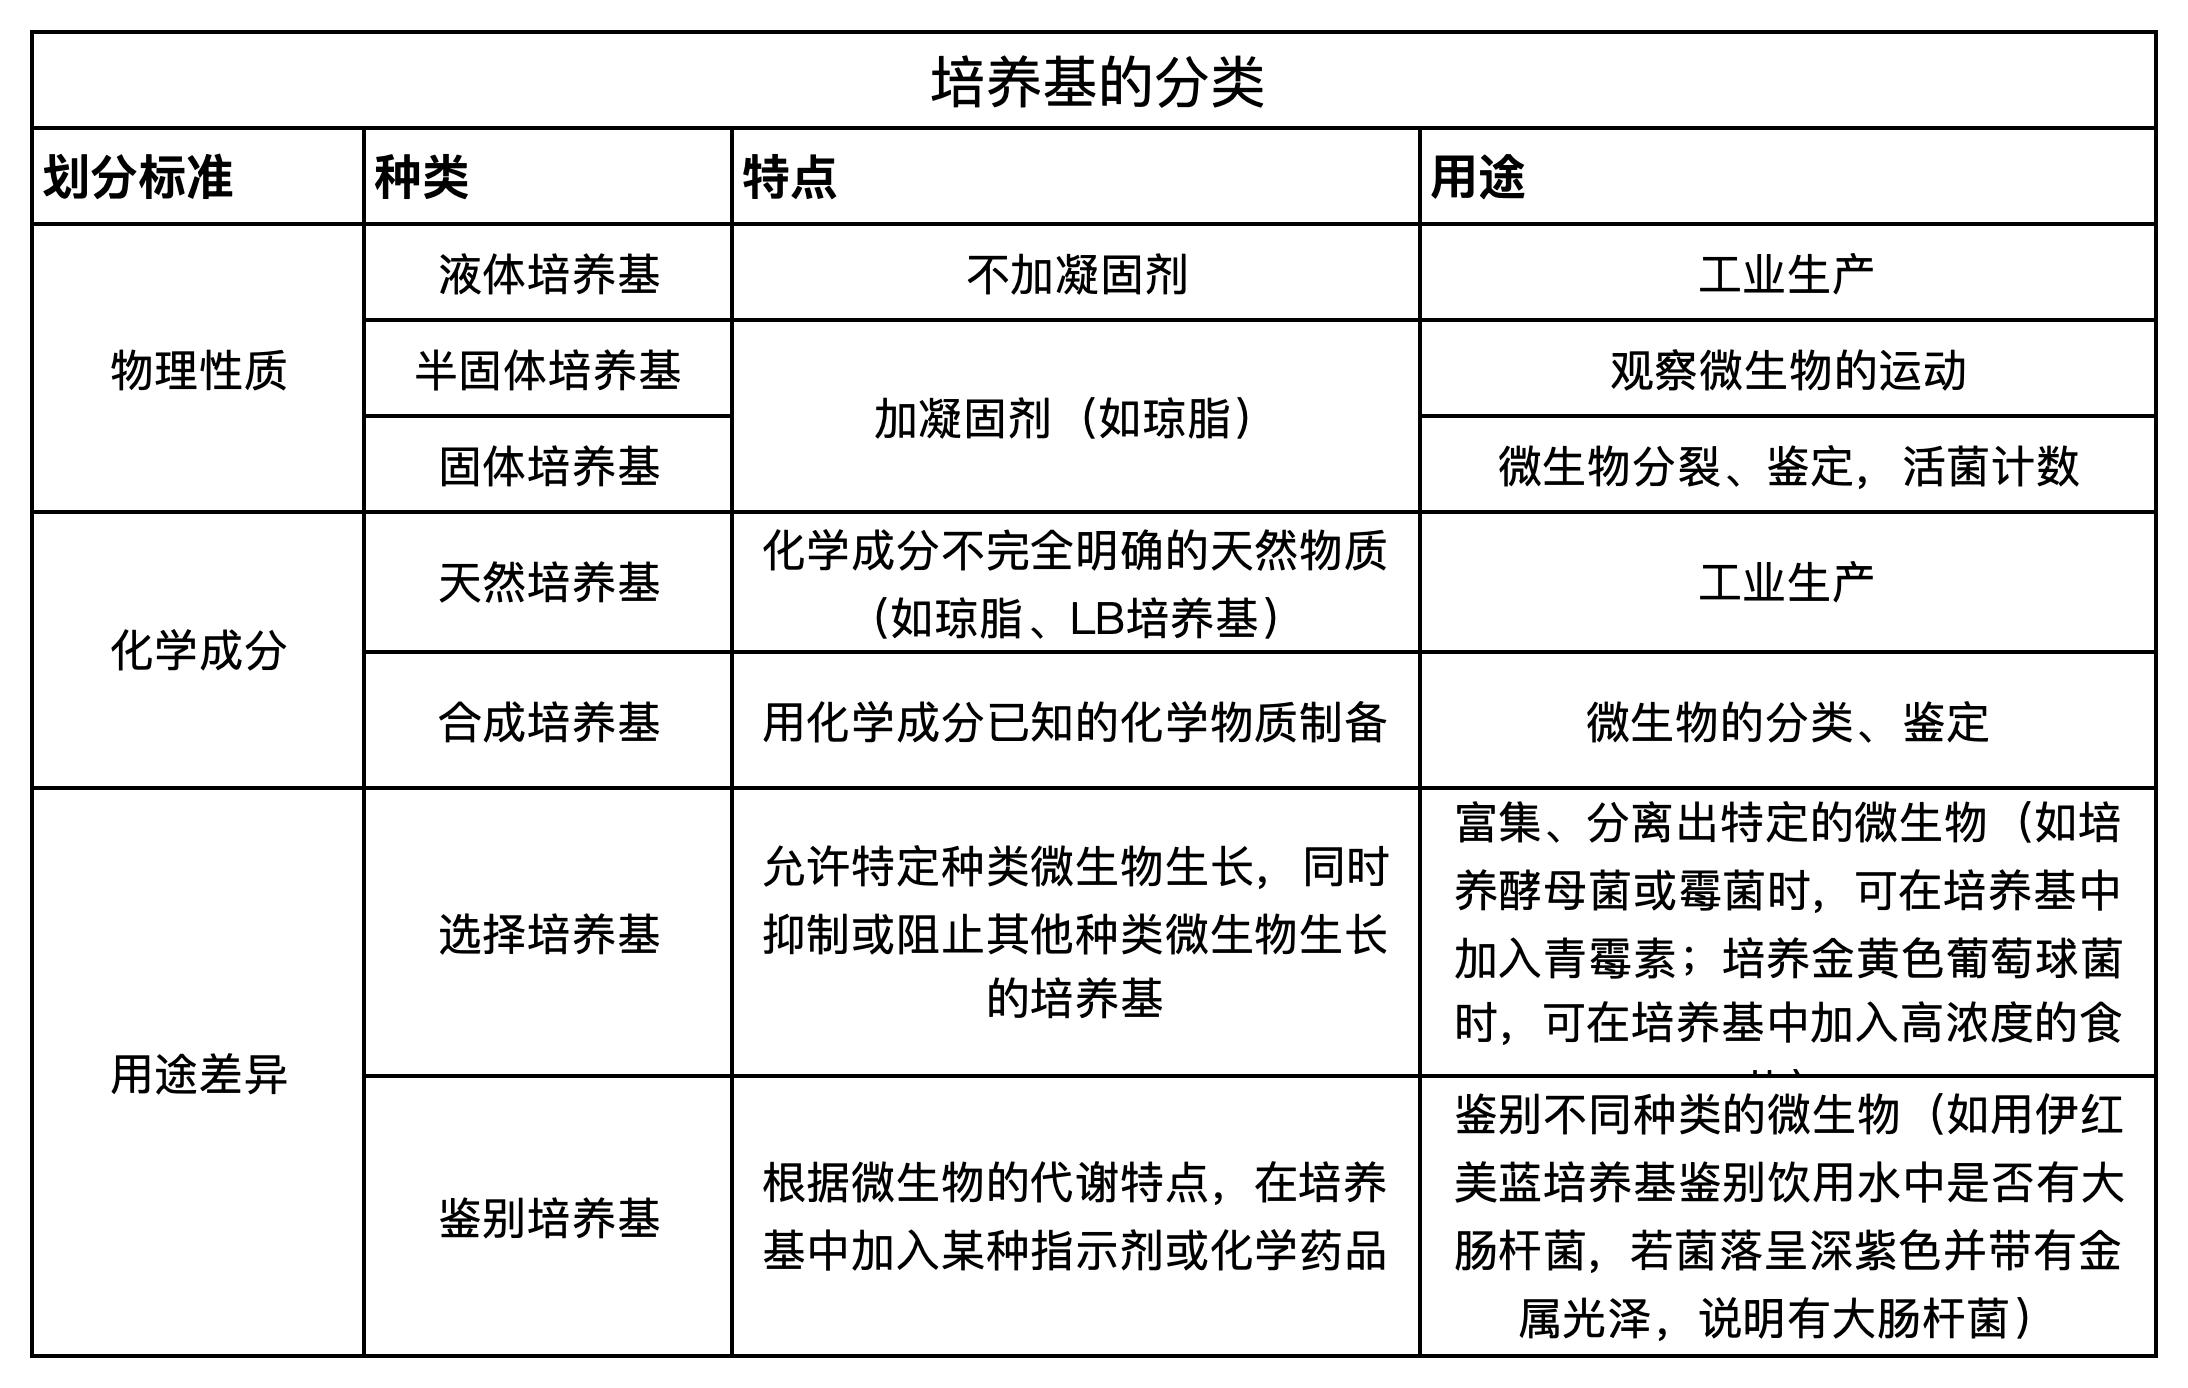 培养基的分类
划分标准 种类 特点 用途
物理性质
液体培养基
不加凝固剂
工业生产
半固体培养基
加凝固剂（如琼脂）
观察微生物的运动
固体培养基
微生物分裂、鉴定，活菌计数
化学成分
天然培养基
化学成分不完全明确的天然物质
（如琼脂、LB培养基）
工业生产
合成培养基
用化学成分已知的化学物质制备
微生物的分类、鉴定
用途差异
选择培养基
允许特定种类微生物生长，同时
抑制或阻止其他种类微生物生长
的培养基
富集、分离出特定的微生物（如培
养酵母菌或霉菌时，可在培养基中
加入青霉素；培养金黄色葡萄球菌
时，可在培养基中加入高浓度的食
鉴别培养基
根据微生物的代谢特点，在培养
基中加入某种指示剂或化学药品
鉴别不同种类的微生物（如用伊红
美蓝培养基鉴别饮用水中是否有大
肠杆菌，若菌落呈深紫色并带有金
属光泽，说明有大肠杆菌）